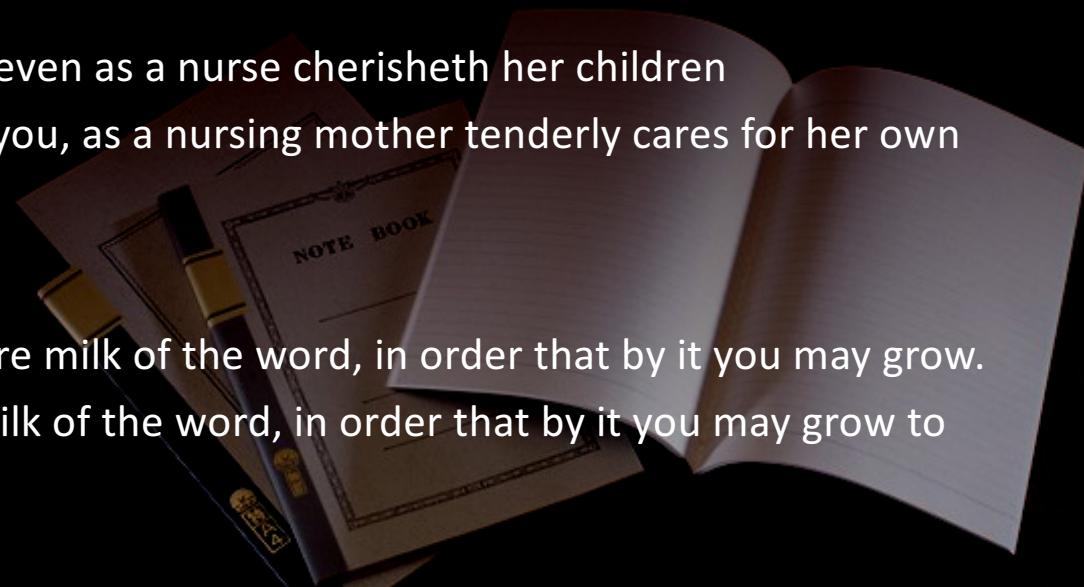 even as a nurse cherisheth her children
you, as a nursing mother tenderly cares for her own
NOTE BOOK
re milk of the word, in order that by it you may grow.
ilk of the word, in order that by it you may grow to